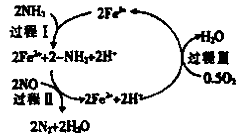 2NH₃ 2Fe³⁺
过程Ⅰ H₂O
2Fe²⁺+2-NH₂+2H⁺ 过程Ⅲ
2NO 0.5O₂
过程Ⅱ 2Fe²⁺+2H⁺
2N₂+2H₂O